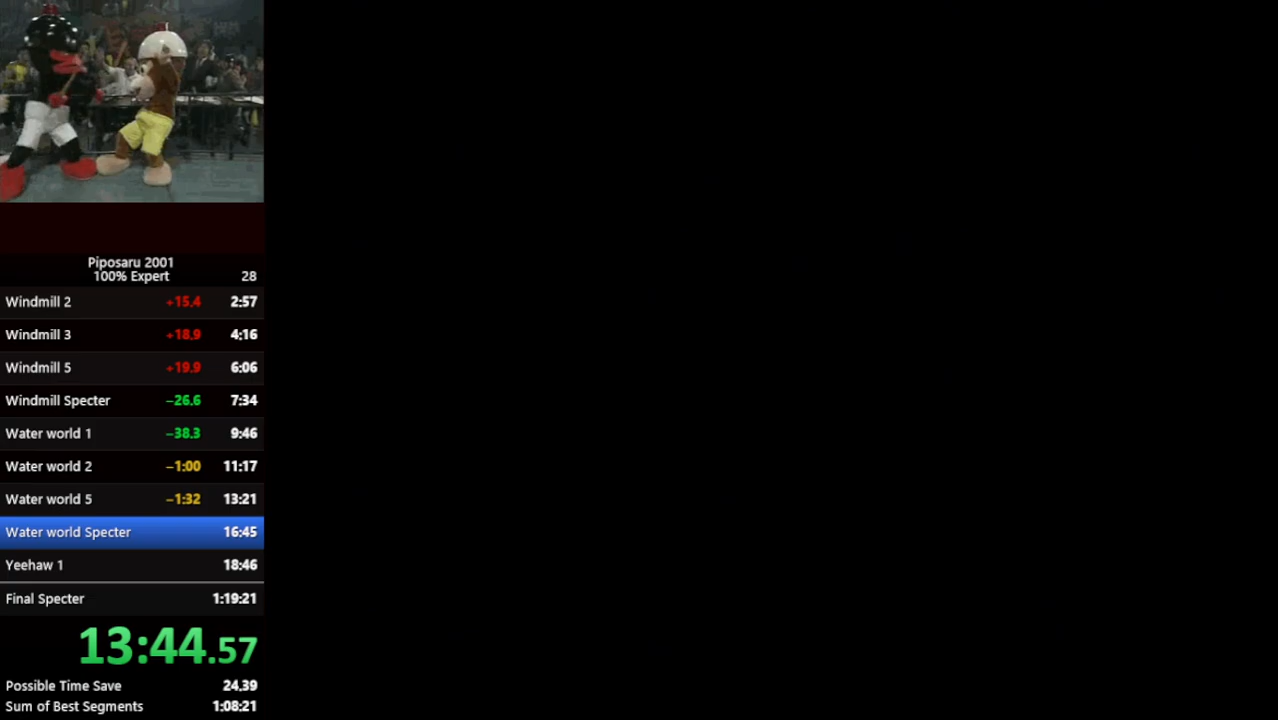 Piposaru 2001
100% Expert 28
Windmill 2 +15.4 2:57
Windmill 3 +18.9 4:16
Windmill 5 +19.9 6:06
Windmill Specter −26.6 7:34
Water world 1 −38.3 9:46
Water world 2 −1:00 11:17
Water world 5 −1:32 13:21
Water world Specter 16:45
Yeehaw 1 18:46
Final Specter 1:19:21
13:44.57
Possible Time Save 24.39
Sum of Best Segments 1:08:21